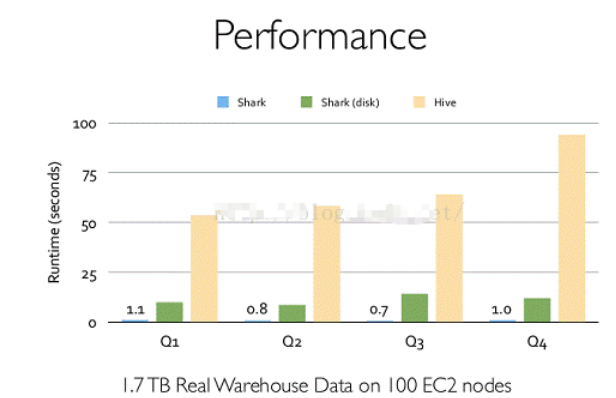 Performance
Shark Shark (disk) Hive
100
75
50
25
0
Runtime (seconds)
1.1 0.8 0.7 1.0
Q1 Q2 Q3 Q4
1.7 TB Real Warehouse Data on 100 EC2 nodes